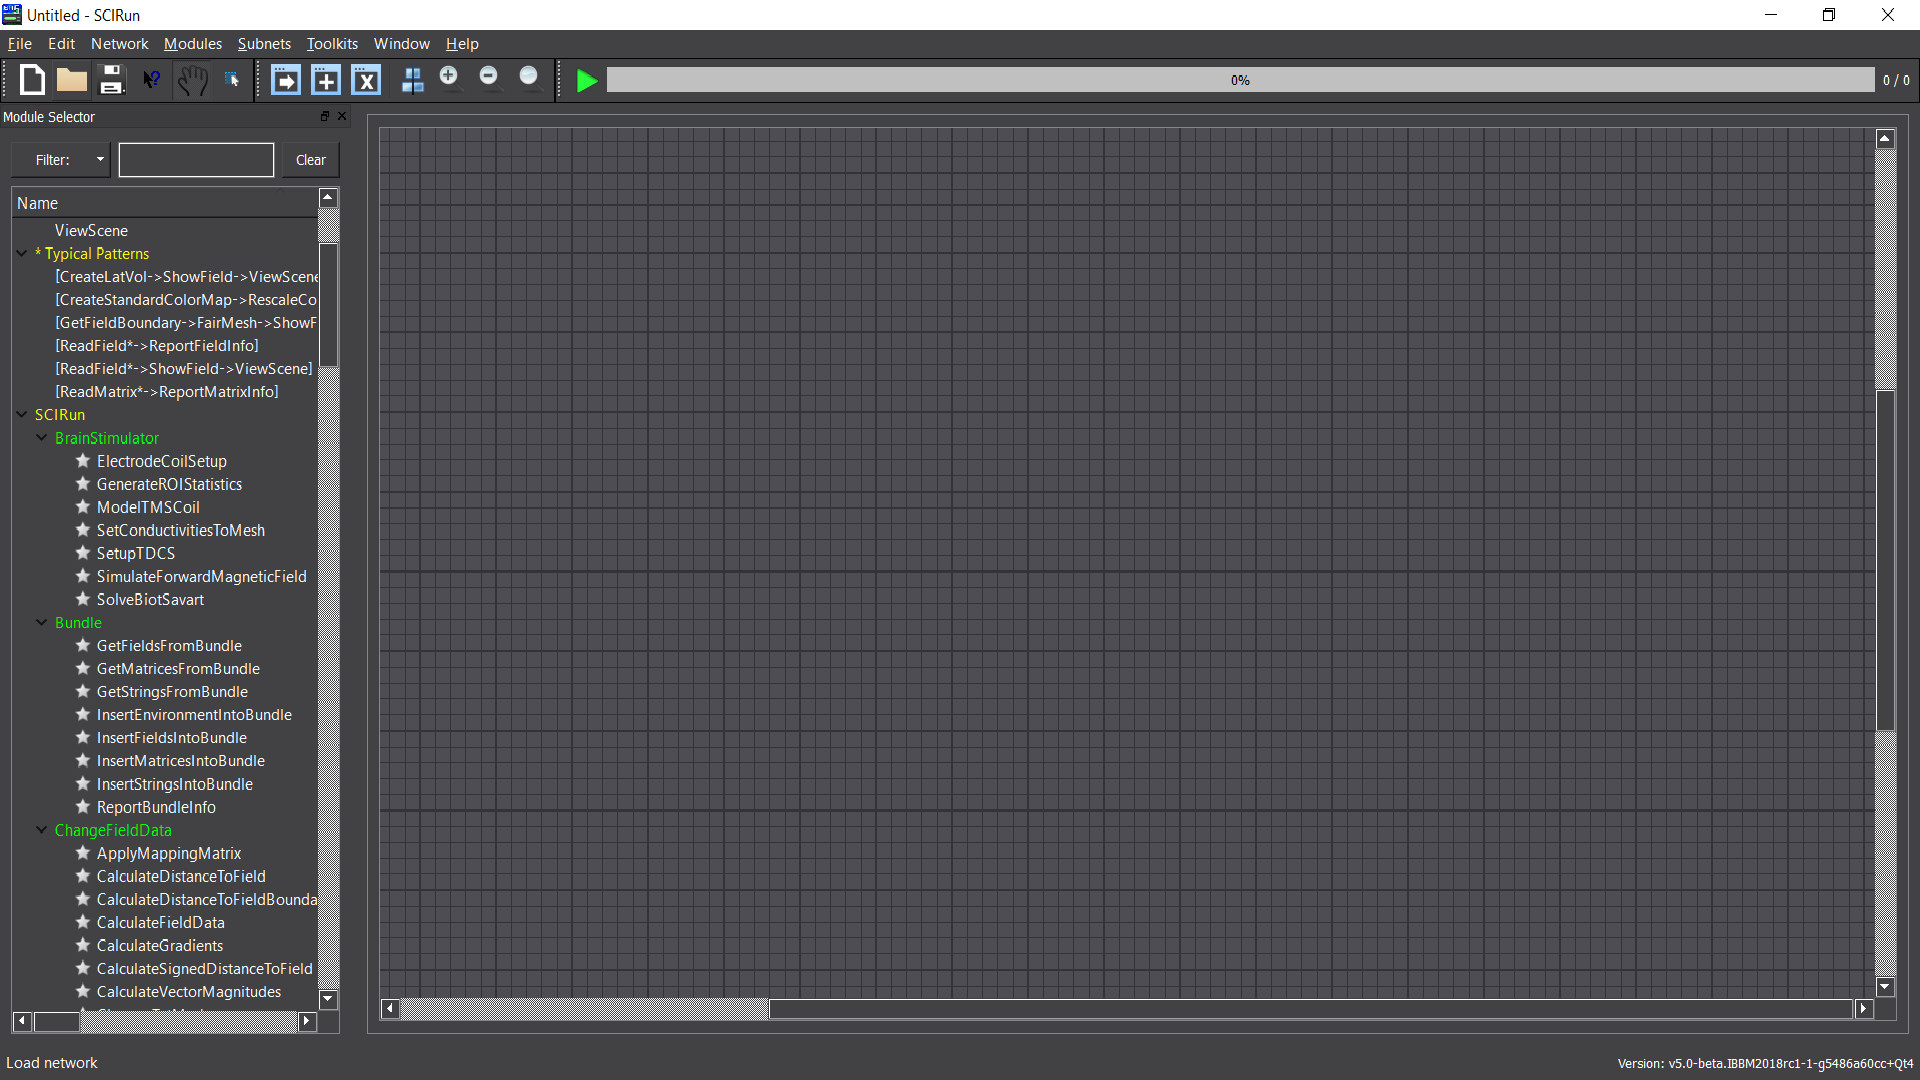 Untitled - SCIRun
File Edit Network Modules Subnets Toolkits Window Help
0%
0 / 0
Module Selector
Filter:
Clear
Name
ViewScene
* Typical Patterns
[CreateLatVol->ShowField->ViewScene
[CreateStandardColorMap->RescaleCo
[GetFieldBoundary->FairMesh->ShowF
[ReadField*->ReportFieldInfo]
[ReadField*->ShowField->ViewScene]
[ReadMatrix*->ReportMatrixInfo]
SCIRun
BrainStimulator
ElectrodeCoilSetup
GenerateROIStatistics
ModelTMSCoil
SetConductivitiesToMesh
SetupTDCS
SimulateForwardMagneticField
SolveBiotSavart
Bundle
GetFieldsFromBundle
GetMatricesFromBundle
GetStringsFromBundle
InsertEnvironmentIntoBundle
InsertFieldsIntoBundle
InsertMatricesIntoBundle
InsertStringsIntoBundle
ReportBundleInfo
ChangeFieldData
ApplyMappingMatrix
CalculateDistanceToField
CalculateDistanceToFieldBounda
CalculateFieldData
CalculateGradients
CalculateSignedDistanceToField
CalculateVectorMagnitudes
Load network
Version: v5.0-beta.IBBM2018rc1-1-g5486a60cc+Qt4